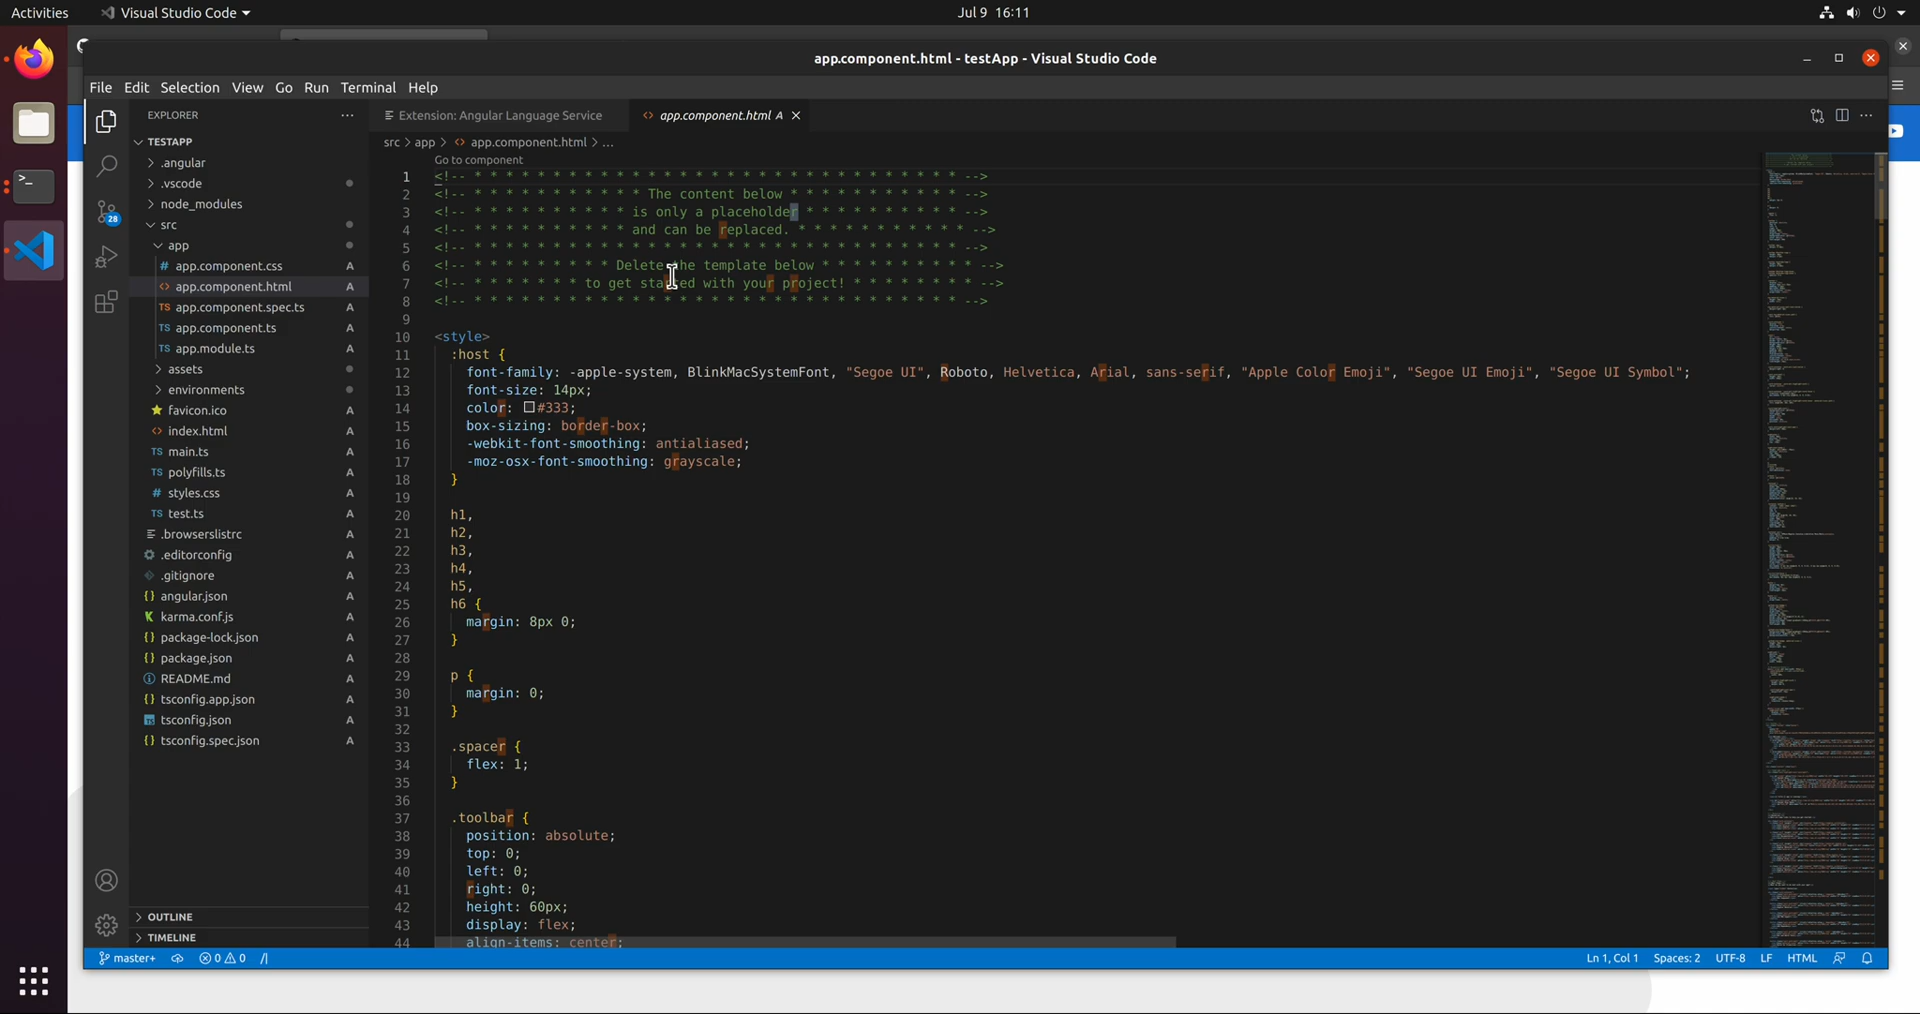 Activities
Visual Studio Code
Jul 9 16:11
app.component.html - testApp - Visual Studio Code
File Edit Selection View Go Run Terminal Help
EXPLORER
TESTAPP
.angular
.vscode
node_modules
src
app
# app.component.css A
<> app.component.html A
TS app.component.spec.ts A
TS app.component.ts A
TS app.module.ts A
assets
environments
favicon.ico A
<> index.html A
TS main.ts A
TS polyfills.ts A
# styles.css A
TS test.ts A
.browserslistrc A
.editorconfig A
.gitignore A
{} angular.json A
K karma.conf.js A
{} package-lock.json A
{} package.json A
README.md A
{} tsconfig.app.json A
TS tsconfig.json A
{} tsconfig.spec.json A
OUTLINE
TIMELINE
28
Extension: Angular Language Service
<> app.component.html A
src > app > <> app.component.html > ...
Go to component
1 <!-- * * * * * * * * * * * * * * * * * * * * * * * * * * * * * * * -->
2 <!-- * * * * * * * * * * * The content below * * * * * * * * * * * -->
3 <!-- * * * * * * * * * * is only a placeholder * * * * * * * * * * -->
4 <!-- * * * * * * * * * * and can be replaced. * * * * * * * * * * * -->
5 <!-- * * * * * * * * * * * * * * * * * * * * * * * * * * * * * * * -->
6 <!-- * * * * * * * * * Delete the template below * * * * * * * * * * -->
7 <!-- * * * * * * * to get started with your project! * * * * * * * * -->
8 <!-- * * * * * * * * * * * * * * * * * * * * * * * * * * * * * * * -->
9
10 <style>
11 :host {
12 font-family: -apple-system, BlinkMacSystemFont, "Segoe UI", Roboto, Helvetica, Arial, sans-serif, "Apple Color Emoji", "Segoe UI Emoji", "Segoe UI Symbol";
13 font-size: 14px;
14 color: #333;
15 box-sizing: border-box;
16 -webkit-font-smoothing: antialiased;
17 -moz-osx-font-smoothing: grayscale;
18 }
19
20 h1,
21 h2,
22 h3,
23 h4,
24 h5,
25 h6 {
26 margin: 8px 0;
27 }
28
29 p {
30 margin: 0;
31 }
32
33 .spacer {
34 flex: 1;
35 }
36
37 .toolbar {
38 position: absolute;
39 top: 0;
40 left: 0;
41 right: 0;
42 height: 60px;
43 display: flex;
44 align-items: center;
master+ 0 0
Ln 1, Col 1 Spaces: 2 UTF-8 LF HTML